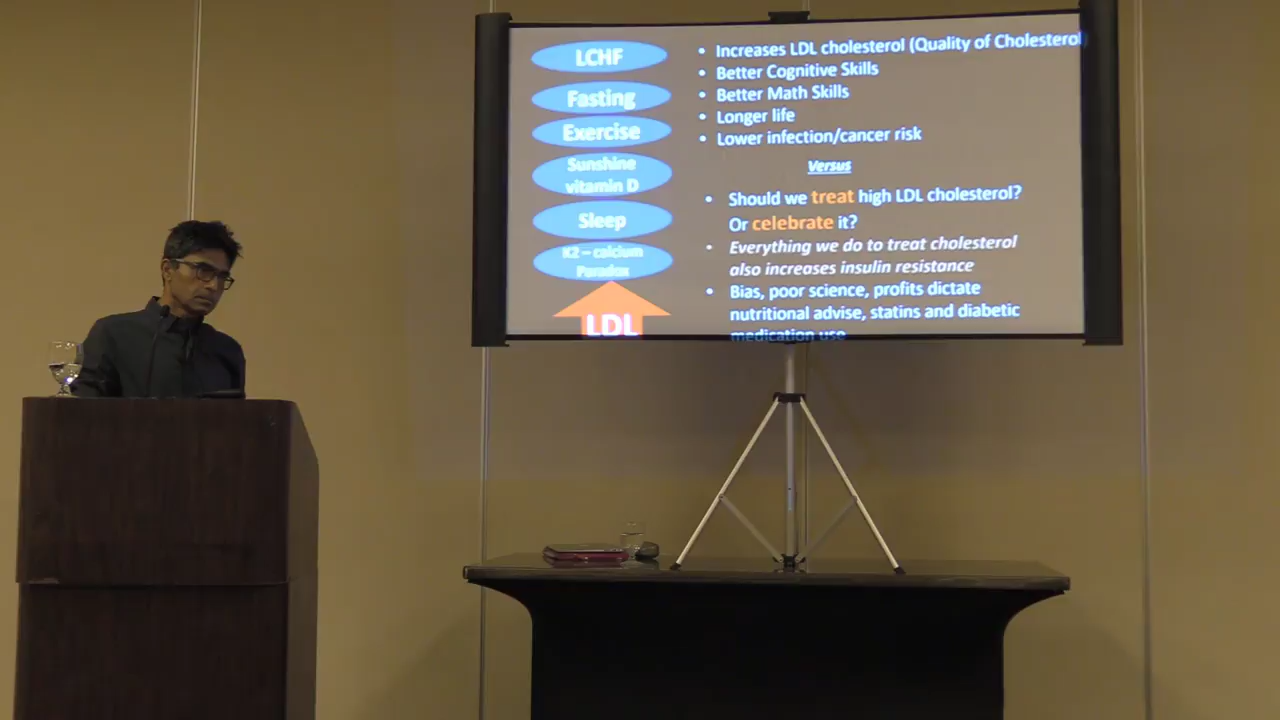 LCHF
Fasting
Exercise
Sunshine
vitamin D
Sleep
K2 – calcium
Paradox
LDL
• Increases LDL cholesterol (Quality of Cholesterol
• Better Cognitive Skills
• Better Math Skills
• Longer life
• Lower infection/cancer risk
Versus
• Should we treat high LDL cholesterol?
Or celebrate it?
• Everything we do to treat cholesterol
also increases insulin resistance
• Bias, poor science, profits dictate
nutritional advise, statins and diabetic
medication use